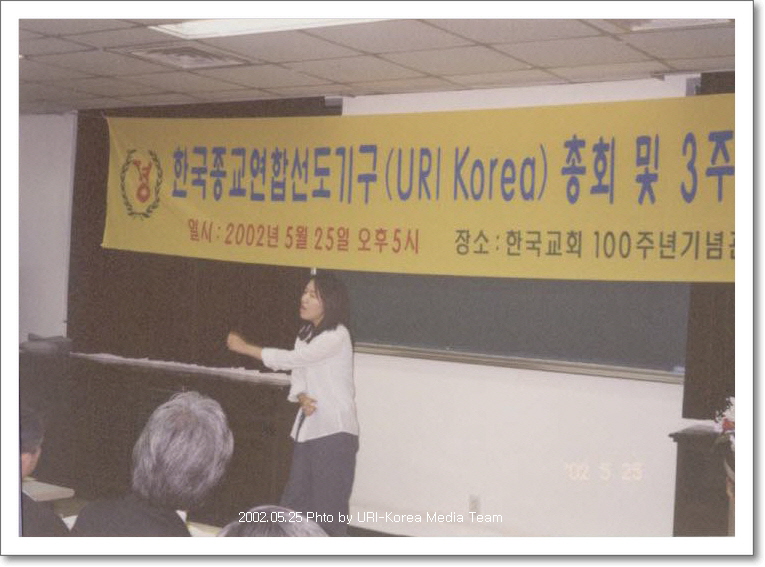 한국종교연합선도기구(URI Korea) 총회 및 3주
일시 : 2002년 5월 25일 오후5시 장소 : 한국교회 100주년기념관
'02 5 25
2002.05.25 Phto by URI-Korea Media Team